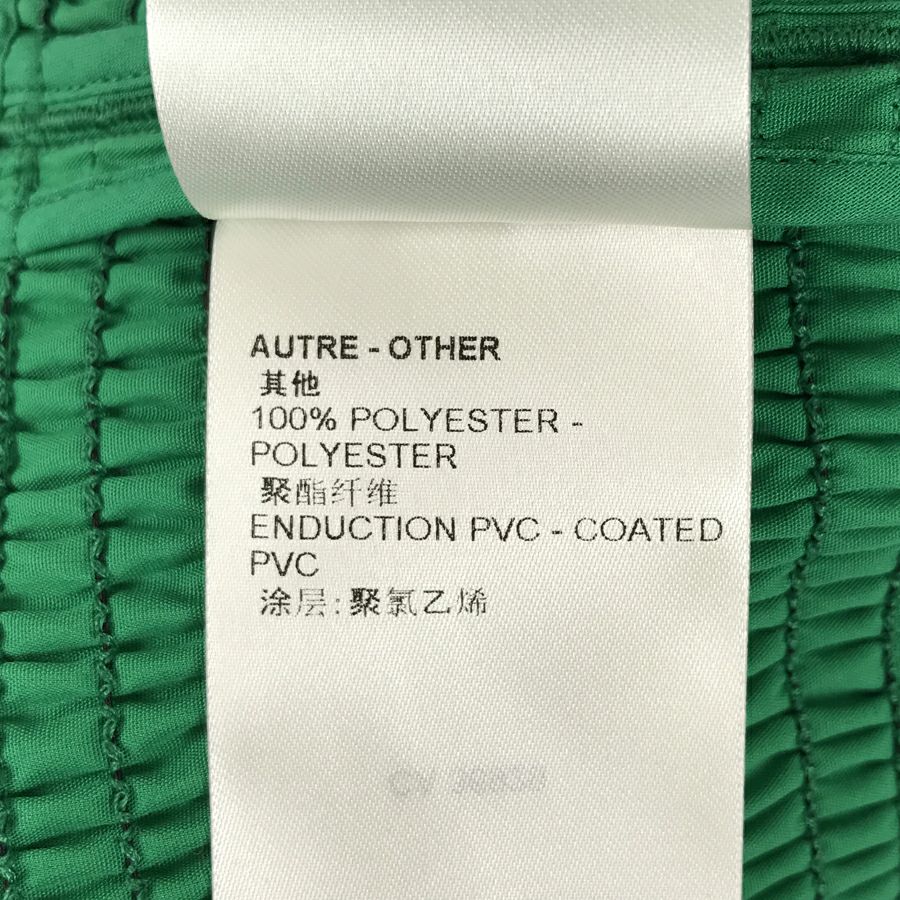 AUTRE - OTHER
其他
100% POLYESTER -
POLYESTER
聚酯纤维
ENDUCTION PVC - COATED
PVC
涂层:聚氯乙烯
CV